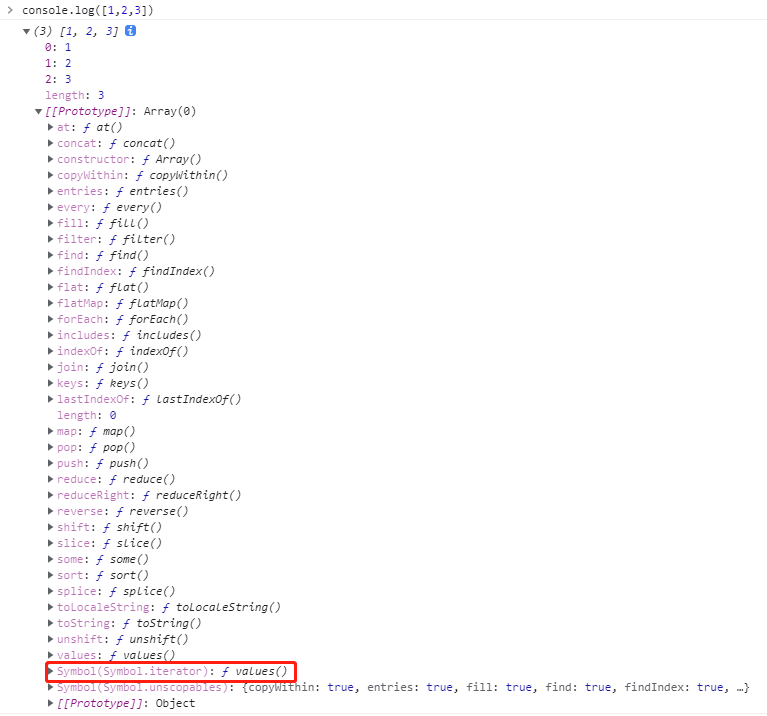 > console.log([1,2,3])
▼(3) [1, 2, 3] i
0: 1
1: 2
2: 3
length: 3
▼[[Prototype]]: Array(0)
▶at: ƒ at()
▶concat: ƒ concat()
▶constructor: ƒ Array()
▶copyWithin: ƒ copyWithin()
▶entries: ƒ entries()
▶every: ƒ every()
▶fill: ƒ fill()
▶filter: ƒ filter()
▶find: ƒ find()
▶findIndex: ƒ findIndex()
▶flat: ƒ flat()
▶flatMap: ƒ flatMap()
▶forEach: ƒ forEach()
▶includes: ƒ includes()
▶indexOf: ƒ indexOf()
▶join: ƒ join()
▶keys: ƒ keys()
▶lastIndexOf: ƒ lastIndexOf()
length: 0
▶map: ƒ map()
▶pop: ƒ pop()
▶push: ƒ push()
▶reduce: ƒ reduce()
▶reduceRight: ƒ reduceRight()
▶reverse: ƒ reverse()
▶shift: ƒ shift()
▶slice: ƒ slice()
▶some: ƒ some()
▶sort: ƒ sort()
▶splice: ƒ splice()
▶toLocaleString: ƒ toLocaleString()
▶toString: ƒ toString()
▶unshift: ƒ unshift()
▶values: ƒ values()
▶Symbol(Symbol.iterator): ƒ values()
▶Symbol(Symbol.unscopables): {copyWithin: true, entries: true, fill: true, find: true, findIndex: true, …}
▶[[Prototype]]: Object